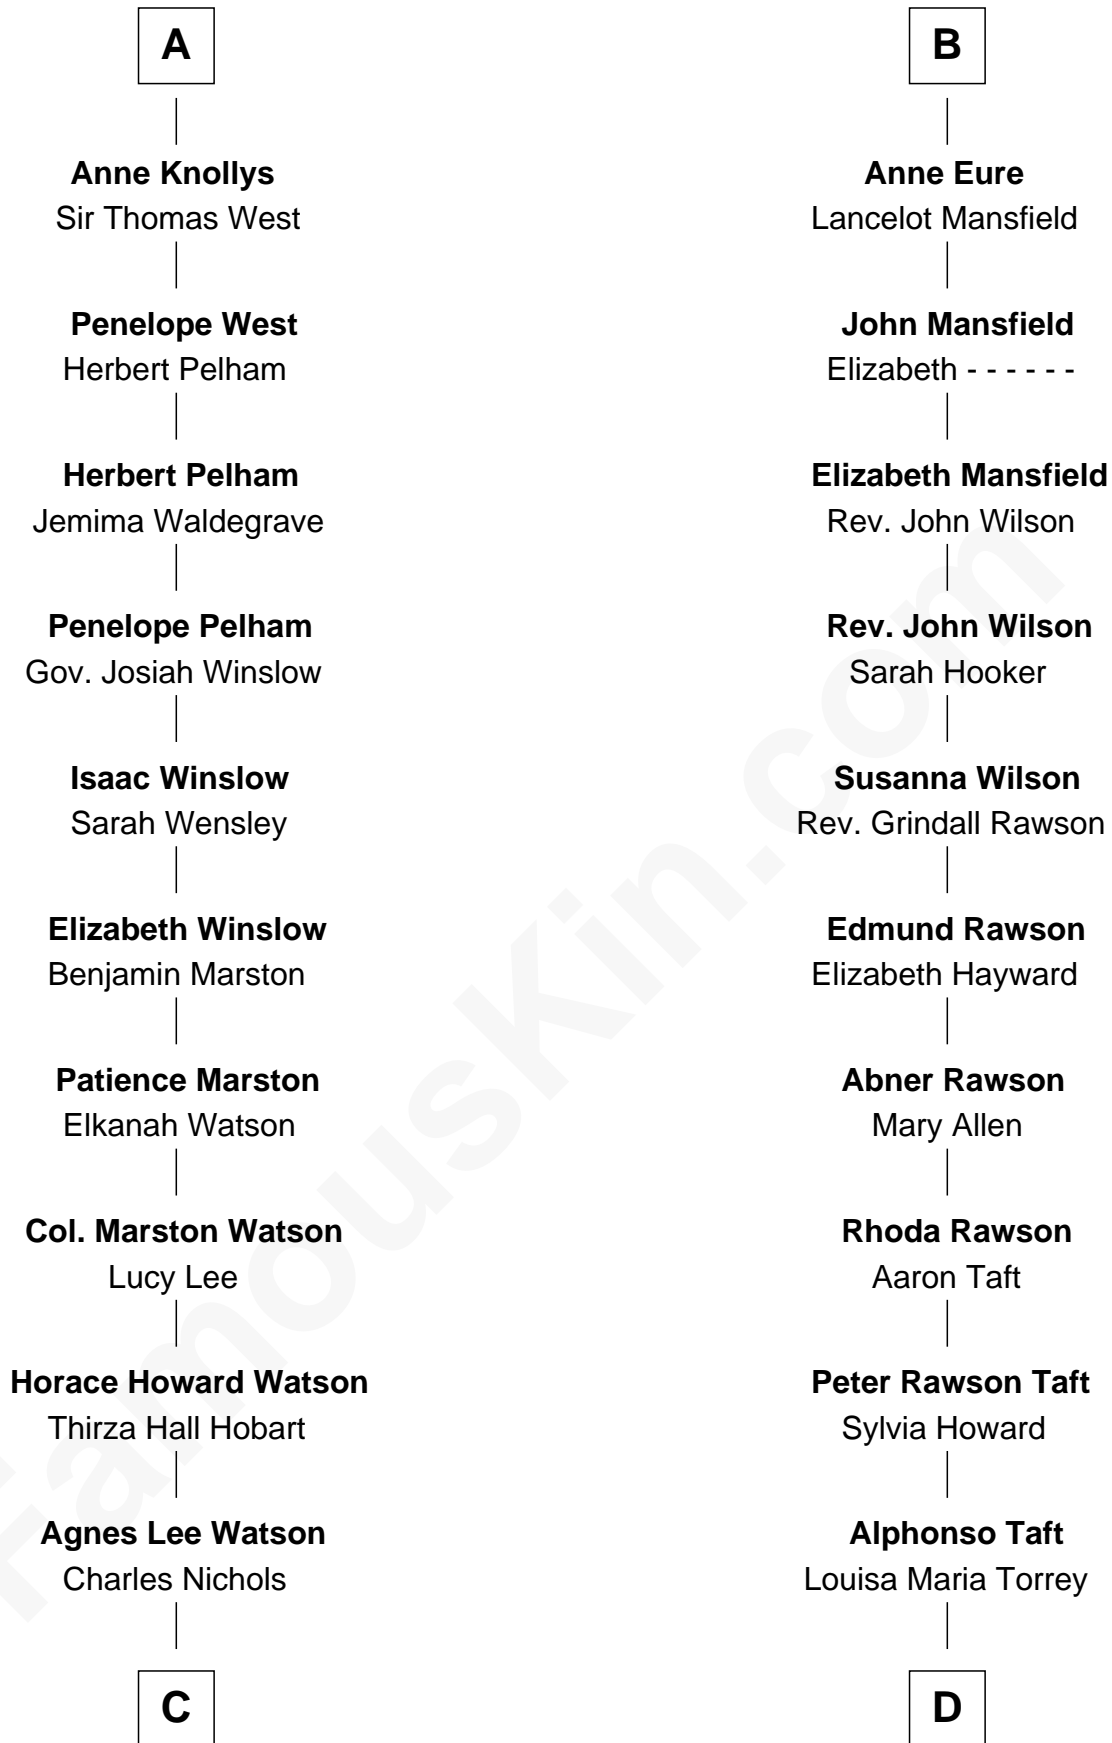 A
Anne Knollys
Sir Thomas West
Penelope West
Herbert Pelham
Herbert Pelham
Jemima Waldegrave
Penelope Pelham
Gov. Josiah Winslow
Isaac Winslow
Sarah Wensley
Elizabeth Winslow
Benjamin Marston
Patience Marston
Elkanah Watson
Col. Marston Watson
Lucy Lee
Horace Howard Watson
Thirza Hall Hobart
Agnes Lee Watson
Charles Nichols
C
B
Anne Eure
Lancelot Mansfield
John Mansfield
Elizabeth - - - - - -
Elizabeth Mansfield
Rev. John Wilson
Rev. John Wilson
Sarah Hooker
Susanna Wilson
Rev. Grindall Rawson
Edmund Rawson
Elizabeth Hayward
Abner Rawson
Mary Allen
Rhoda Rawson
Aaron Taft
Peter Rawson Taft
Sylvia Howard
Alphonso Taft
Louisa Maria Torrey
D
FamousKin.com